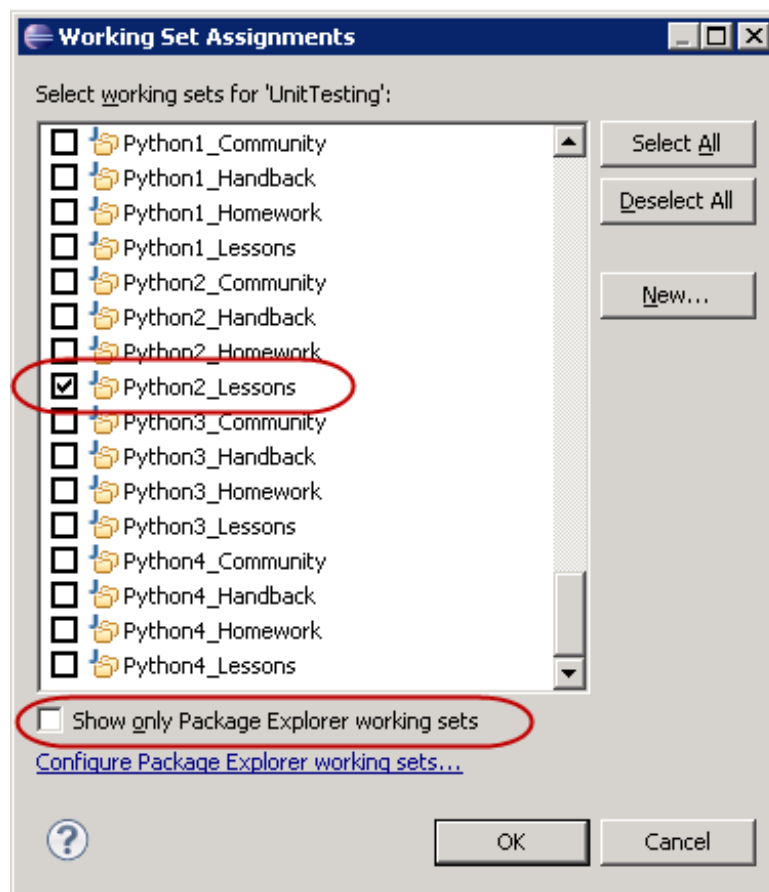 Working Set Assignments
Select working sets for 'UnitTesting':
Python1_Community
Python1_Handback
Python1_Homework
Python1_Lessons
Python2_Community
Python2_Handback
Python2_Homework
Python2_Lessons
Python3_Community
Python3_Handback
Python3_Homework
Python3_Lessons
Python4_Community
Python4_Handback
Python4_Homework
Python4_Lessons
Select All
Deselect All
New...
Show only Package Explorer working sets
Configure Package Explorer working sets...
?
OK
Cancel